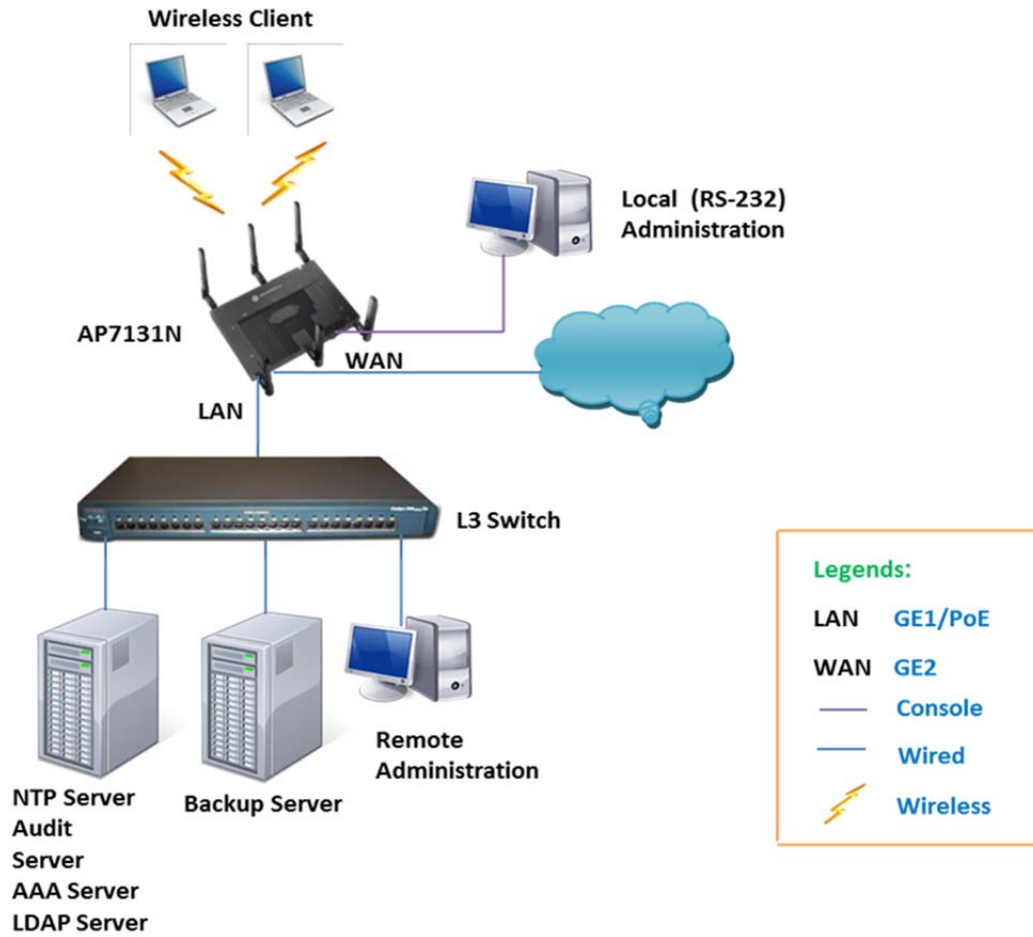 Wireless Client
Local (RS-232)
Administration
AP7131N
WAN
LAN
L3 Switch
Legends:
LAN GE1/PoE
WAN GE2
Console
Wired
Wireless
Remote
Administration
NTP Server
Audit
Server
AAA Server
LDAP Server
Backup Server